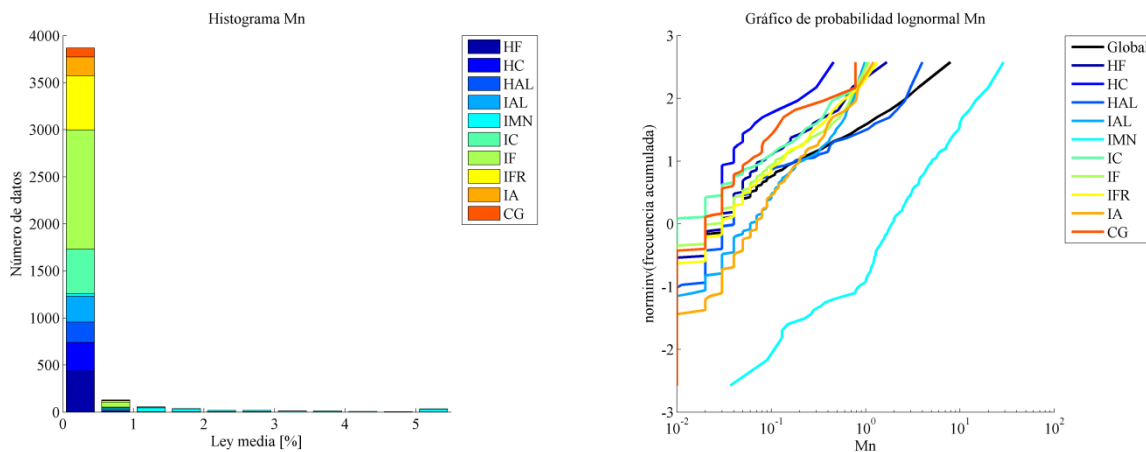 Histograma Mn
4000
3500
3000
2500
2000
1500
1000
500
0
0 1 2 3 4 5
Número de datos
Ley media [%]
HF
HC
HAL
IAL
IMN
IC
IF
IFR
IA
CG
Gráfico de probabilidad lognormal Mn
3
2
1
0
-1
-2
-3
10^-2 10^-1 10^0 10^1 10^2
norminv(frecuencia acumulada)
Mn
Global
HF
HC
HAL
IAL
IMN
IC
IF
IFR
IA
CG